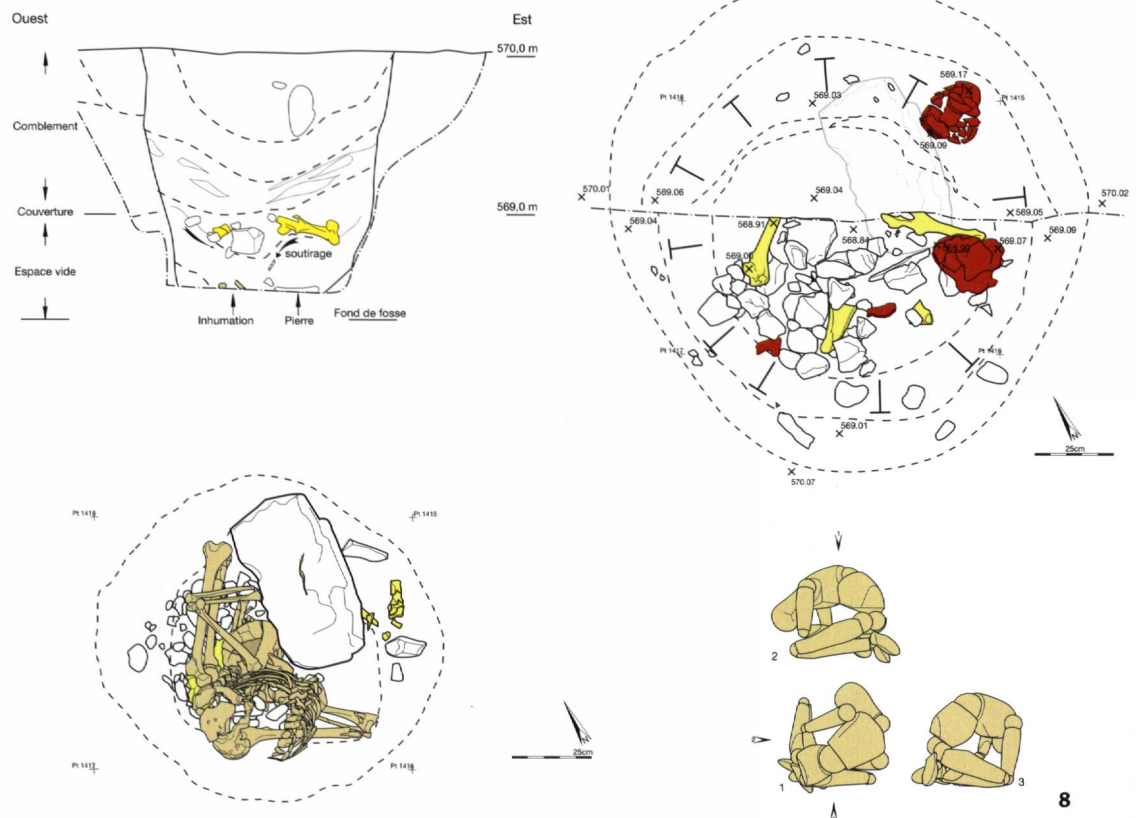 Ouest
Est
570,0 m
Comblement
Couverture
569,0 m
soutirage
Espace vide
Inhumation
Pierre
Fond de fosse
569.17
569.03
Pt 1418
Pt 1415
569.09
570.01
569.06
569.04
570.02
569.05
569.04
568.91
568.84
569.07
569.09
569.00
Pt 1417
Pt 1416
569.01
N
25cm
570.07
Pt 1418
Pt 1415
N
25cm
Pt 1417
Pt 1416
2
1
3
8